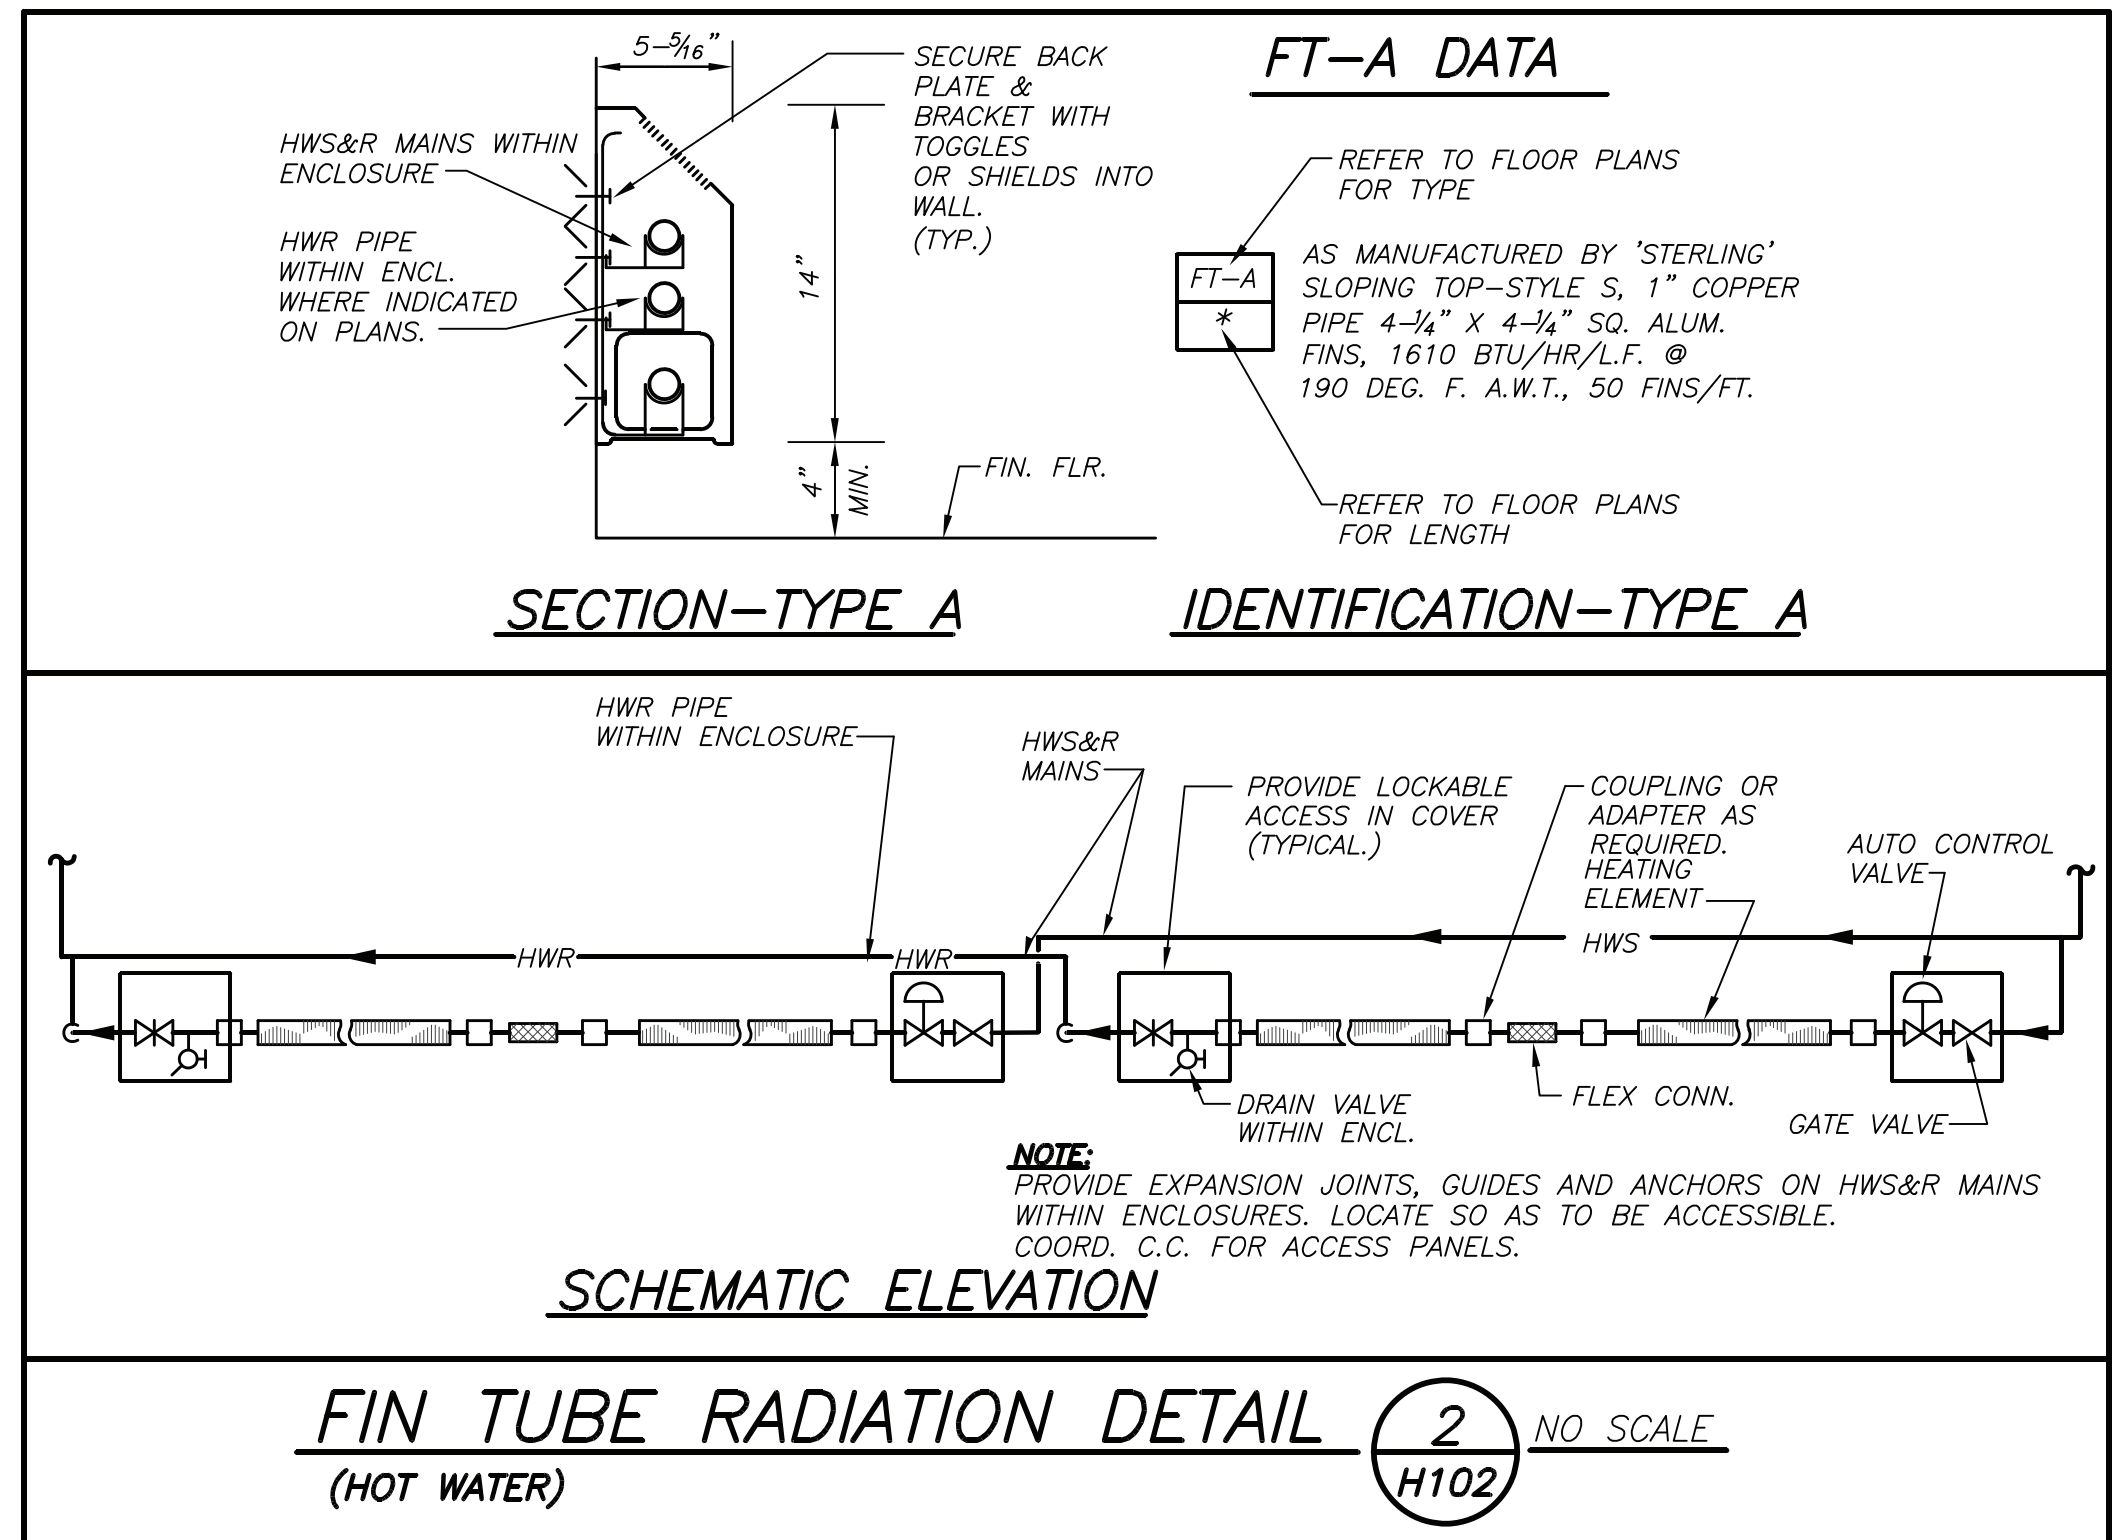 5-5/16"
SECURE BACK
PLATE &
BRACKET WITH
TOGGLES
OR SHIELDS INTO
WALL.
(TYP.)
HWS&R MAINS WITHIN
ENCLOSURE
HWR PIPE
WITHIN ENCL.
WHERE INDICATED
ON PLANS.
14"
4"
MIN.
FIN. FLR.
SECTION-TYPE A
FT-A DATA
REFER TO FLOOR PLANS
FOR TYPE
FT-A
*
AS MANUFACTURED BY 'STERLING'
SLOPING TOP-STYLE S, 1" COPPER
PIPE 4-1/4" X 4-1/4" SQ. ALUM.
FINS, 1610 BTU/HR/L.F. @
190 DEG. F. A.W.T., 50 FINS/FT.
REFER TO FLOOR PLANS
FOR LENGTH
IDENTIFICATION-TYPE A
HWR PIPE
WITHIN ENCLOSURE
HWS&R
MAINS
PROVIDE LOCKABLE
ACCESS IN COVER
(TYPICAL.)
COUPLING OR
ADAPTER AS
REQUIRED.
HEATING
ELEMENT
AUTO CONTROL
VALVE
HWR
HWR
HWS
DRAIN VALVE
WITHIN ENCL.
FLEX CONN.
GATE VALVE
NOTE:
PROVIDE EXPANSION JOINTS, GUIDES AND ANCHORS ON HWS&R MAINS
WITHIN ENCLOSURES. LOCATE SO AS TO BE ACCESSIBLE.
COORD. C.C. FOR ACCESS PANELS.
SCHEMATIC ELEVATION
FIN TUBE RADIATION DETAIL
(HOT WATER)
2
H102
NO SCALE